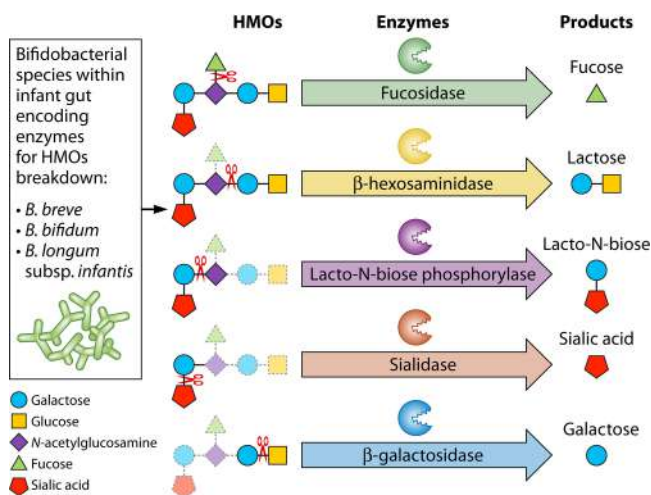 HMOs
Enzymes
Products
Bifidobacterial
species within
infant gut
encoding
enzymes
for HMOs
breakdown:
• B. breve
• B. bifidum
• B. longum
subsp. infantis
Fucosidase
Fucose
β-hexosaminidase
Lactose
Lacto-N-biose phosphorylase
Lacto-N-biose
Sialidase
Sialic acid
β-galactosidase
Galactose
Galactose
Glucose
N-acetylglucosamine
Fucose
Sialic acid